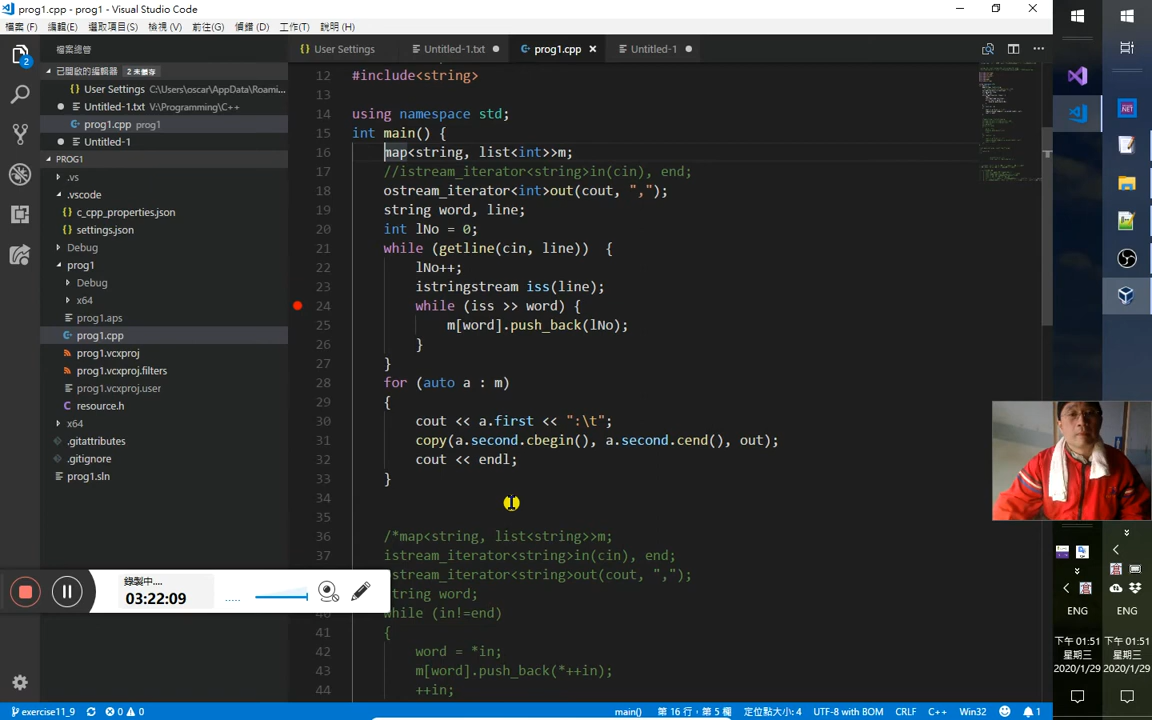 prog1.cpp - prog1 - Visual Studio Code
檔案 (F) 編輯(E) 選取項目(S) 檢視 (V) 前往(G) 偵錯 (D) 工作(T) 說明 (H)
檔案總管
User Settings Untitled-1.txt prog1.cpp Untitled-1
已開啟的編輯器 2 未儲存
User Settings C:\Users\oscar\AppData\Roami...
Untitled-1.txt V:\Programming\C++
prog1.cpp prog1
Untitled-1
PROG1
.vs
.vscode
c_cpp_properties.json
settings.json
Debug
prog1
Debug
x64
prog1.aps
prog1.cpp
prog1.vcxproj
prog1.vcxproj.filters
prog1.vcxproj.user
resource.h
x64
.gitattributes
.gitignore
prog1.sln
12 #include<string>
13
14 using namespace std;
15 int main() {
16 map<string, list<int>>m;
17 //istream_iterator<string>in(cin), end;
18 ostream_iterator<int>out(cout, ",");
19 string word, line;
20 int lNo = 0;
21 while (getline(cin, line)) {
22 lNo++;
23 istringstream iss(line);
24 while (iss >> word) {
25 m[word].push_back(lNo);
26 }
27 }
28 for (auto a : m)
29 {
30 cout << a.first << ":\t";
31 copy(a.second.cbegin(), a.second.cend(), out);
32 cout << endl;
33 }
34
35
36 /*map<string, list<string>>m;
37 istream_iterator<string>in(cin), end;
stream_iterator<string>out(cout, ",");
tring word;
while (in!=end)
41 {
42 word = *in;
43 m[word].push_back(*++in);
44 ++in;
錄製中....
03:22:09
ENG ENG
下午 01:51 下午 01:51
星期三 星期三
2020/1/29 2020/1/29
exercise11_9 0 0 main() 第 16 行，第 5 欄 定位點大小: 4 UTF-8 with BOM CRLF C++ Win32 1